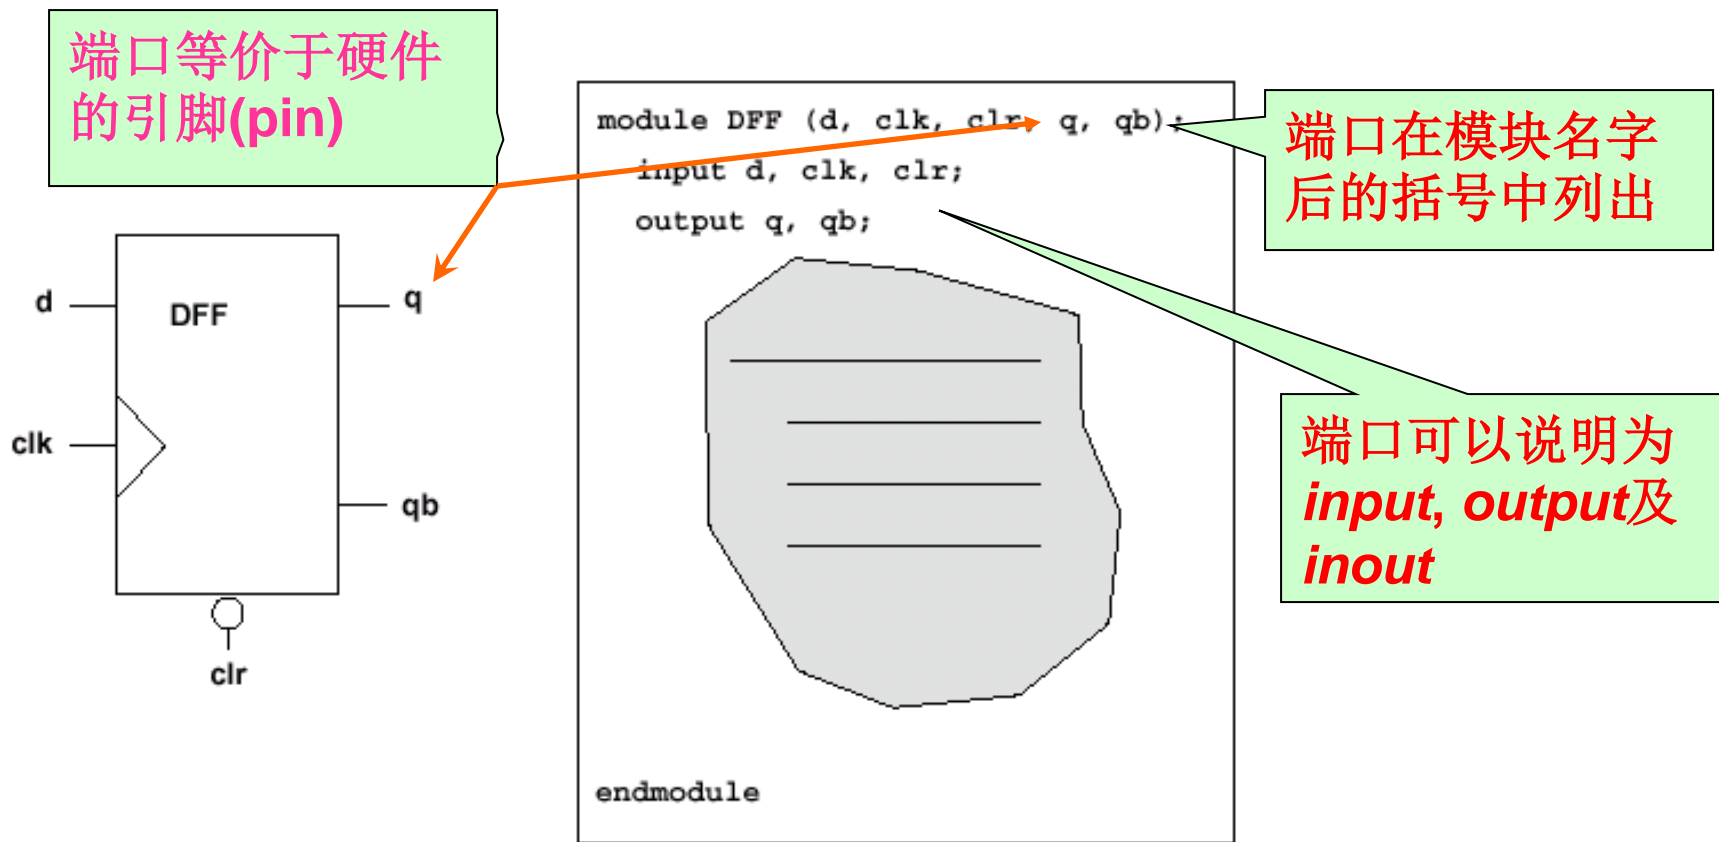 端口等价于硬件
的引脚(pin)
module DFF (d, clk, clr, q, qb);
input d, clk, clr;
output q, qb;
端口在模块名字
后的括号中列出
d
DFF
q
clk
qb
clr
端口可以说明为
input, output及
inout
endmodule